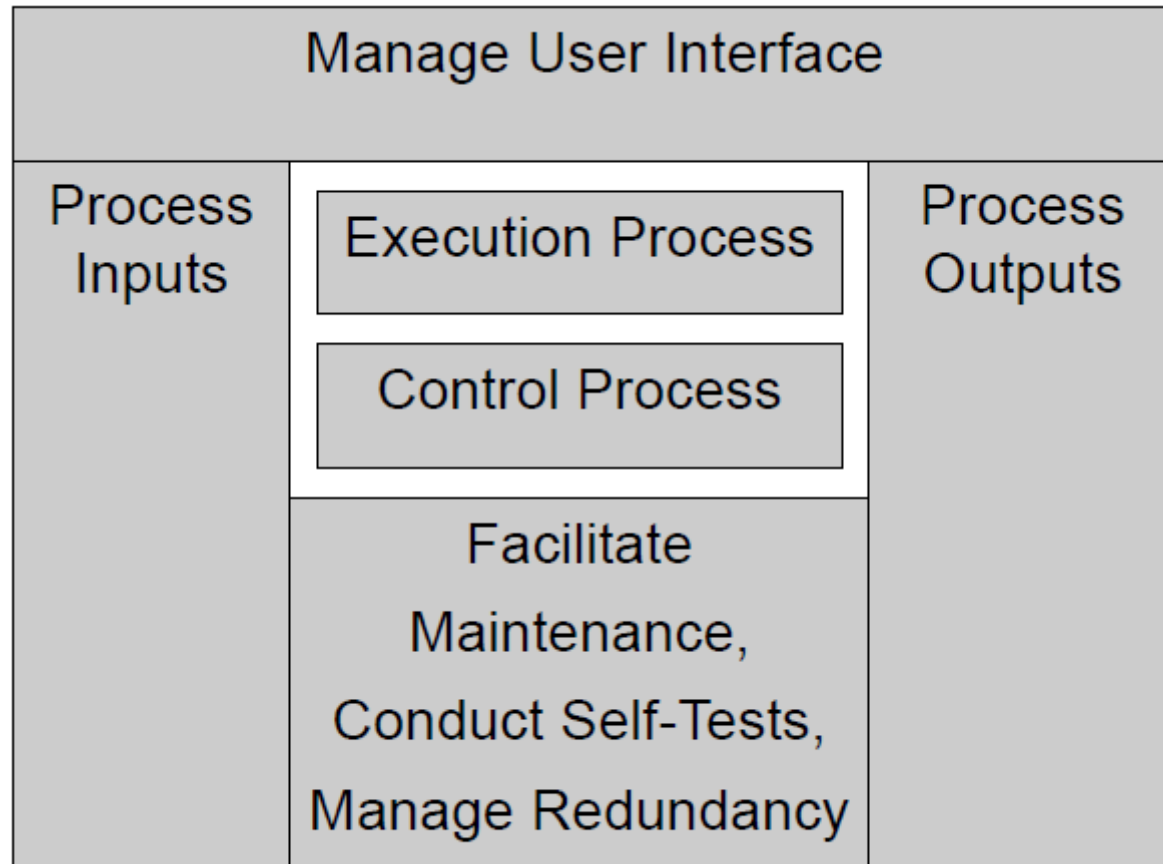 Manage User Interface
Process
Inputs
Execution Process
Control Process
Process
Outputs
Facilitate
Maintenance,
Conduct Self-Tests,
Manage Redundancy